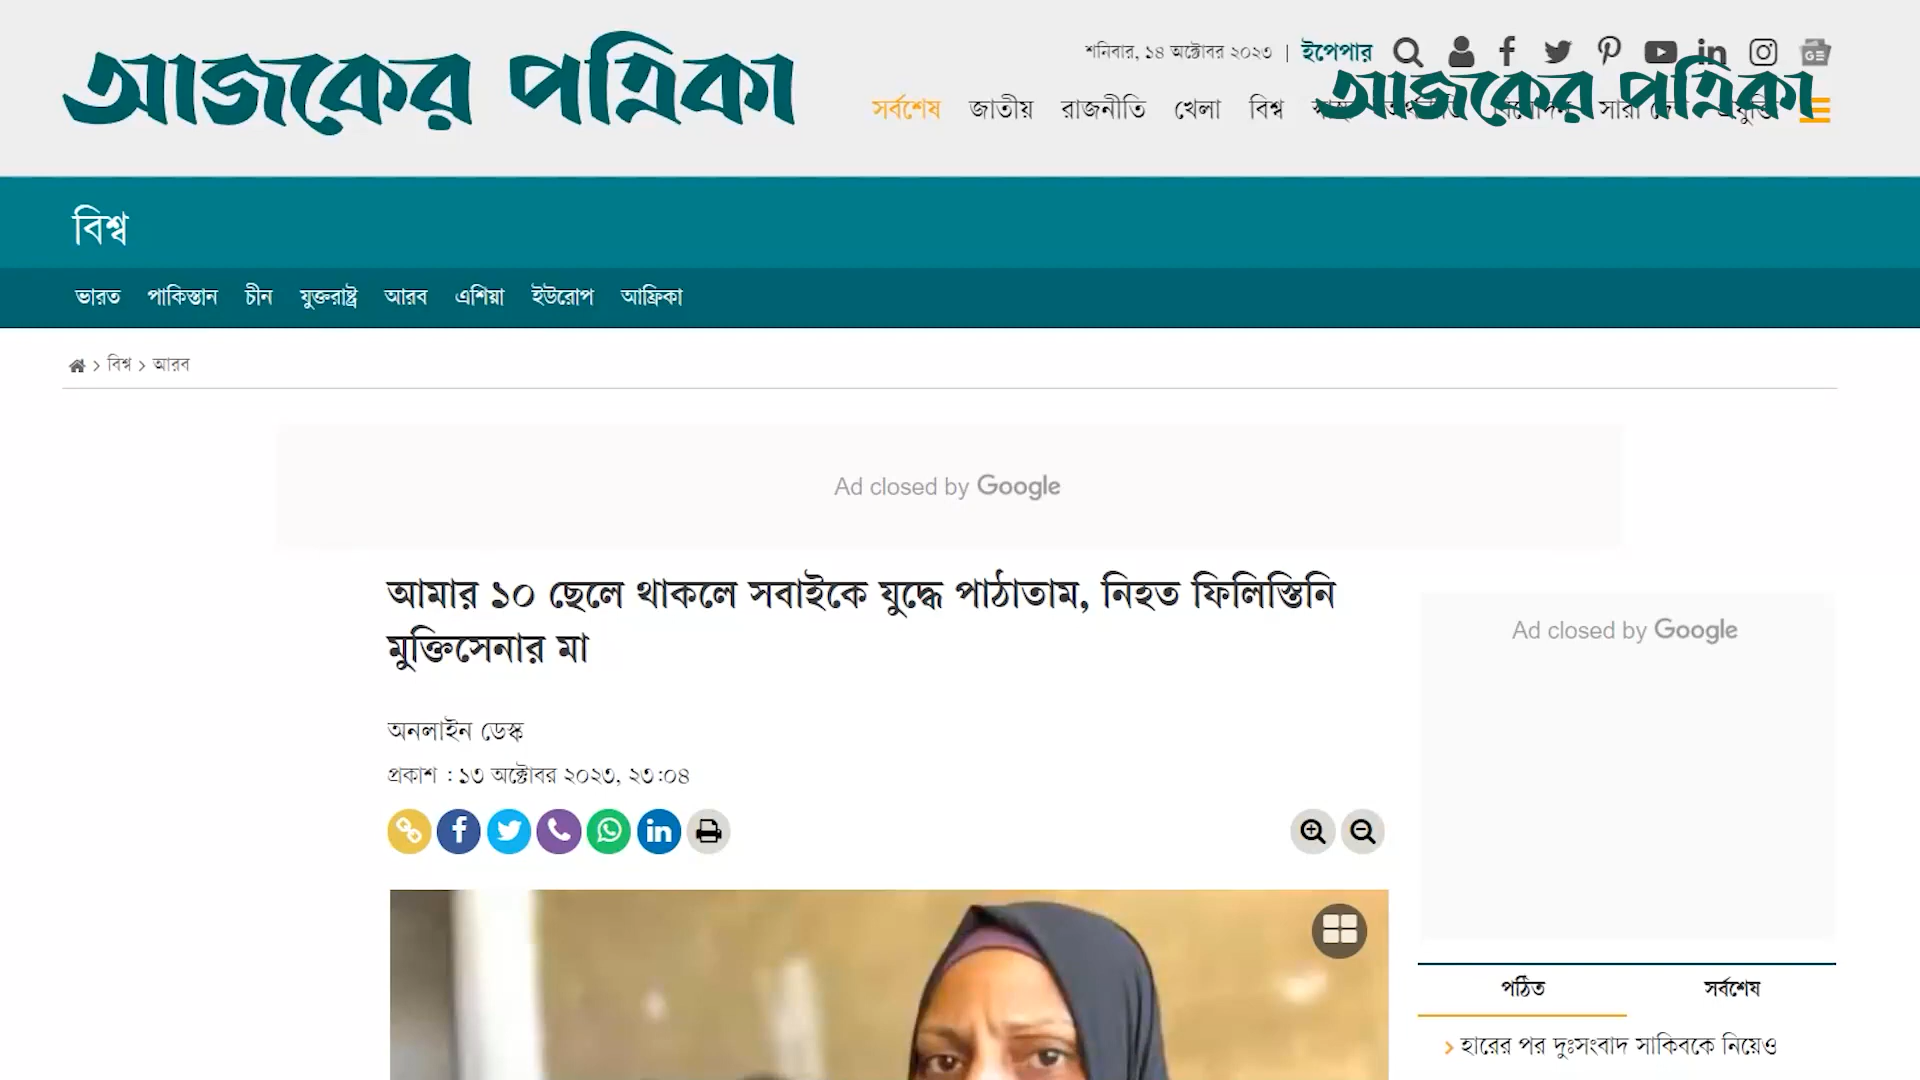 আজকের পত্রিকা
শনিবার, ১৪ অক্টোবর ২০২৩ | ইপেপার
আজকের পত্রিকা
সর্বশেষ জাতীয় রাজনীতি খেলা বিশ্ব
বিশ্ব
ভারত পাকিস্তান চীন যুক্তরাষ্ট্র আরব এশিয়া ইউরোপ আফ্রিকা
> বিশ্ব > আরব
Ad closed by Google
আমার ১০ ছেলে থাকলে সবাইকে যুদ্ধে পাঠাতাম, নিহত ফিলিস্তিনি
মুক্তিসেনার মা
Ad closed by Google
অনলাইন ডেস্ক
প্রকাশ : ১৩ অক্টোবর ২০২৩, ২৩:০৪
পঠিত সর্বশেষ
> হারের পর দুঃসংবাদ সাকিবকে নিয়েও